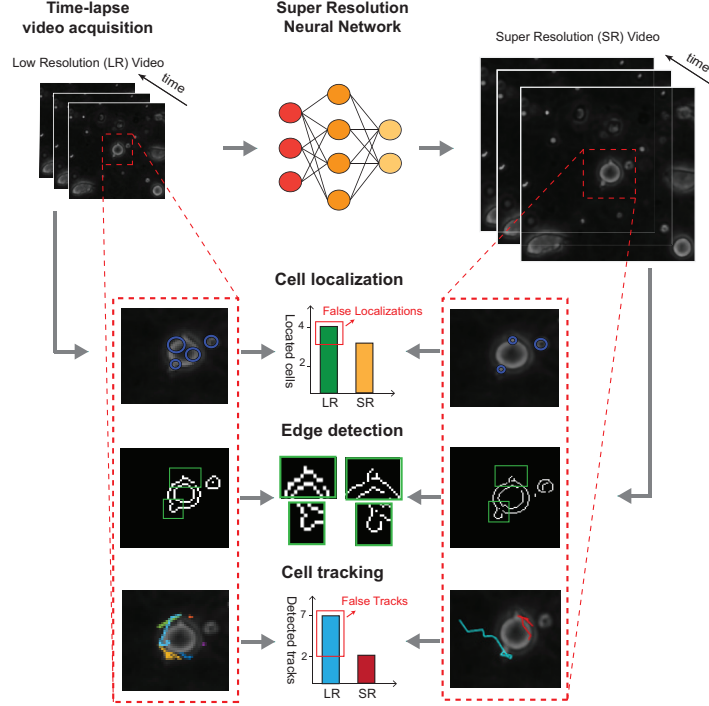 Time-lapse
video acquisition
Super Resolution
Neural Network
Low Resolution (LR) Video
time
Super Resolution (SR) Video
time
Cell localization
Located cells
4
2
False Localizations
LR SR
Edge detection
Cell tracking
Detected tracks
7
2
False Tracks
LR SR